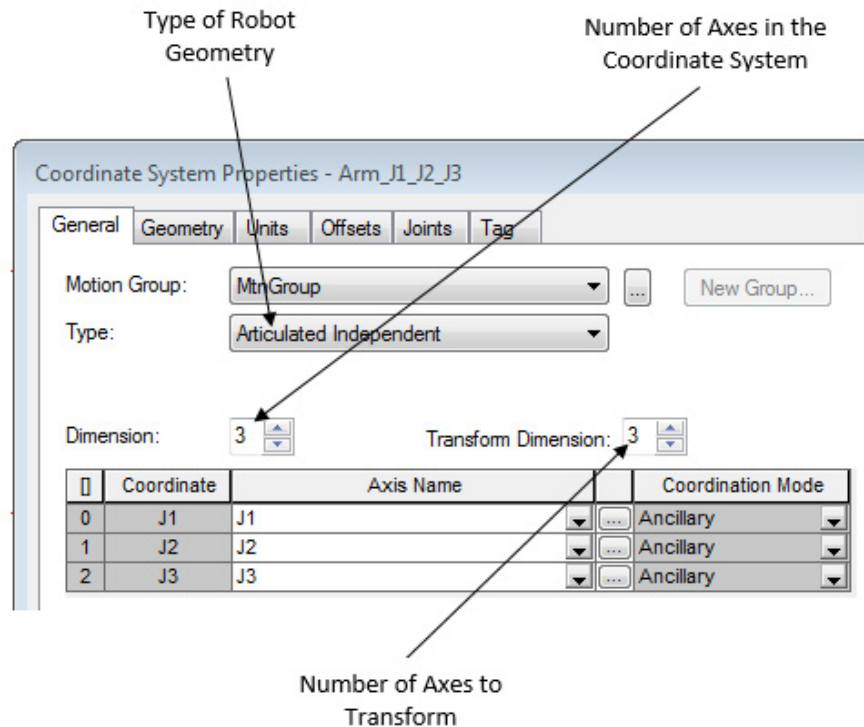 Type of Robot
Geometry
Number of Axes in the
Coordinate System
Coordinate System Properties - Arm_J1_J2_J3
General Geometry Units Offsets Joints Tag
Motion Group: MtnGroup ... New Group...
Type: Articulated Independent
Dimension: 3 Transform Dimension: 3
[] Coordinate Axis Name Coordination Mode
0 J1 J1 ... Ancillary
1 J2 J2 ... Ancillary
2 J3 J3 ... Ancillary
Number of Axes to
Transform